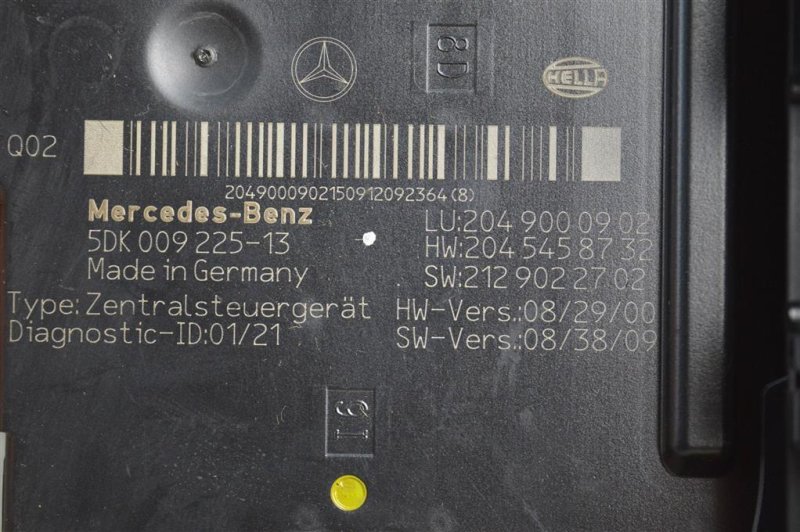 8D
HELLA
Q02
2049000902150912092364(8)
Mercedes-Benz
5DK 009 225-13
Made in Germany
Type: Zentralsteuergerät
Diagnostic-ID:01/21
LU:204 900 09 02
HW:204 545 87 32
SW:212 902 27 02
HW-Vers.:08/29/00
SW-Vers.:08/38/09